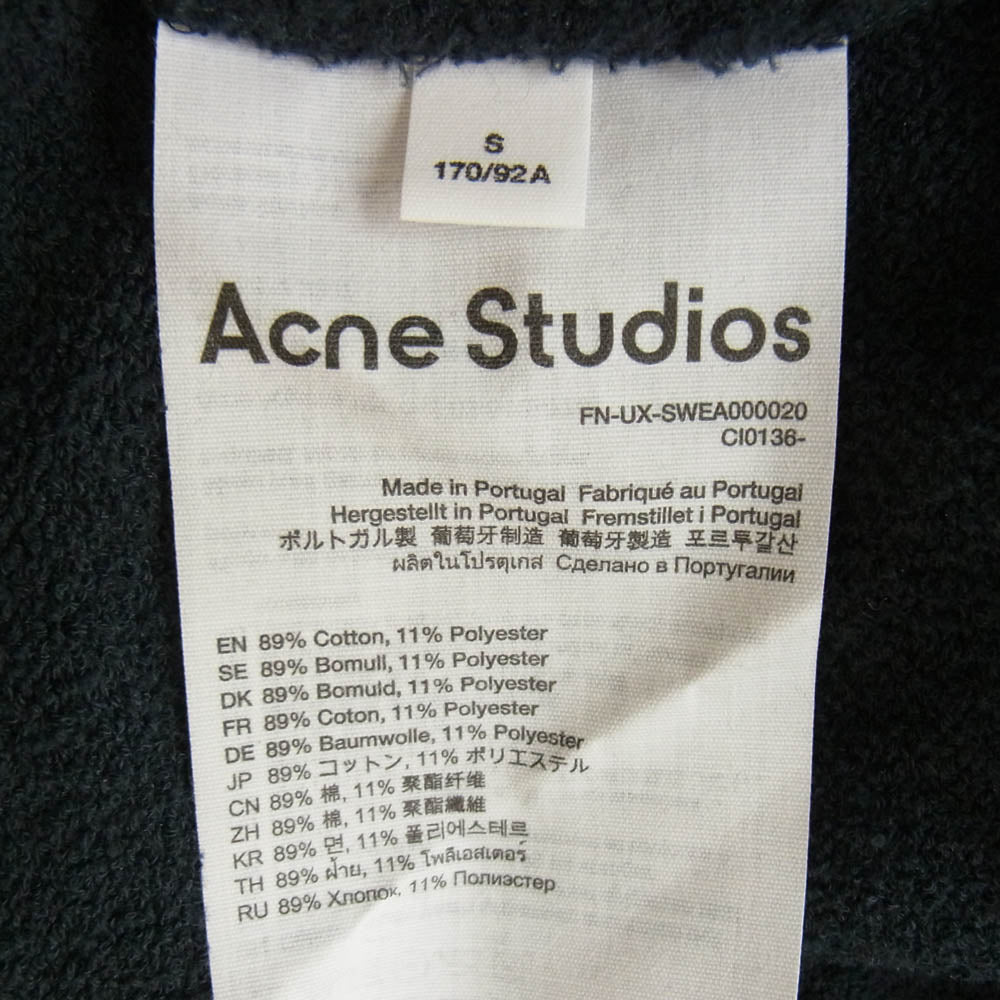 S
170/92A
Acne Studios
FN-UX-SWEA000020
CI0136-
Made in Portugal Fabriqué au Portugal
Hergestellt in Portugal Fremstillet i Portugal
ポルトガル製 葡萄牙制造 葡萄牙製造 포르투갈산
ผลิตในโปรตุเกส Сделано в Португалии
EN 89% Cotton, 11% Polyester
SE 89% Bomull, 11% Polyester
DK 89% Bomuld, 11% Polyester
FR 89% Coton, 11% Polyester
DE 89% Baumwolle, 11% Polyester
JP 89% コットン, 11% ポリエステル
CN 89% 棉, 11% 聚酯纤维
ZH 89% 棉, 11% 聚酯纖維
KR 89% 면, 11% 폴리에스테르
TH 89% ฝ้าย, 11% โพลีเอสเตอร์
RU 89% Хлопок, 11% Полиэстер